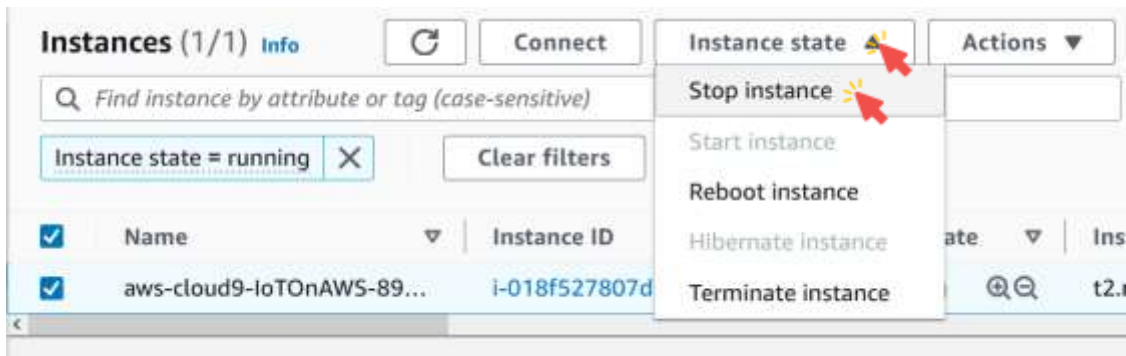 Instances (1/1) Info Connect Instance state Actions
Find instance by attribute or tag (case-sensitive) Stop instance
Start instance
Instance state = running Clear filters
Reboot instance
Name Instance ID Hibernate instance ate Ins
aws-cloud9-IoTOnAWS-89... i-018f527807d Terminate instance t2.